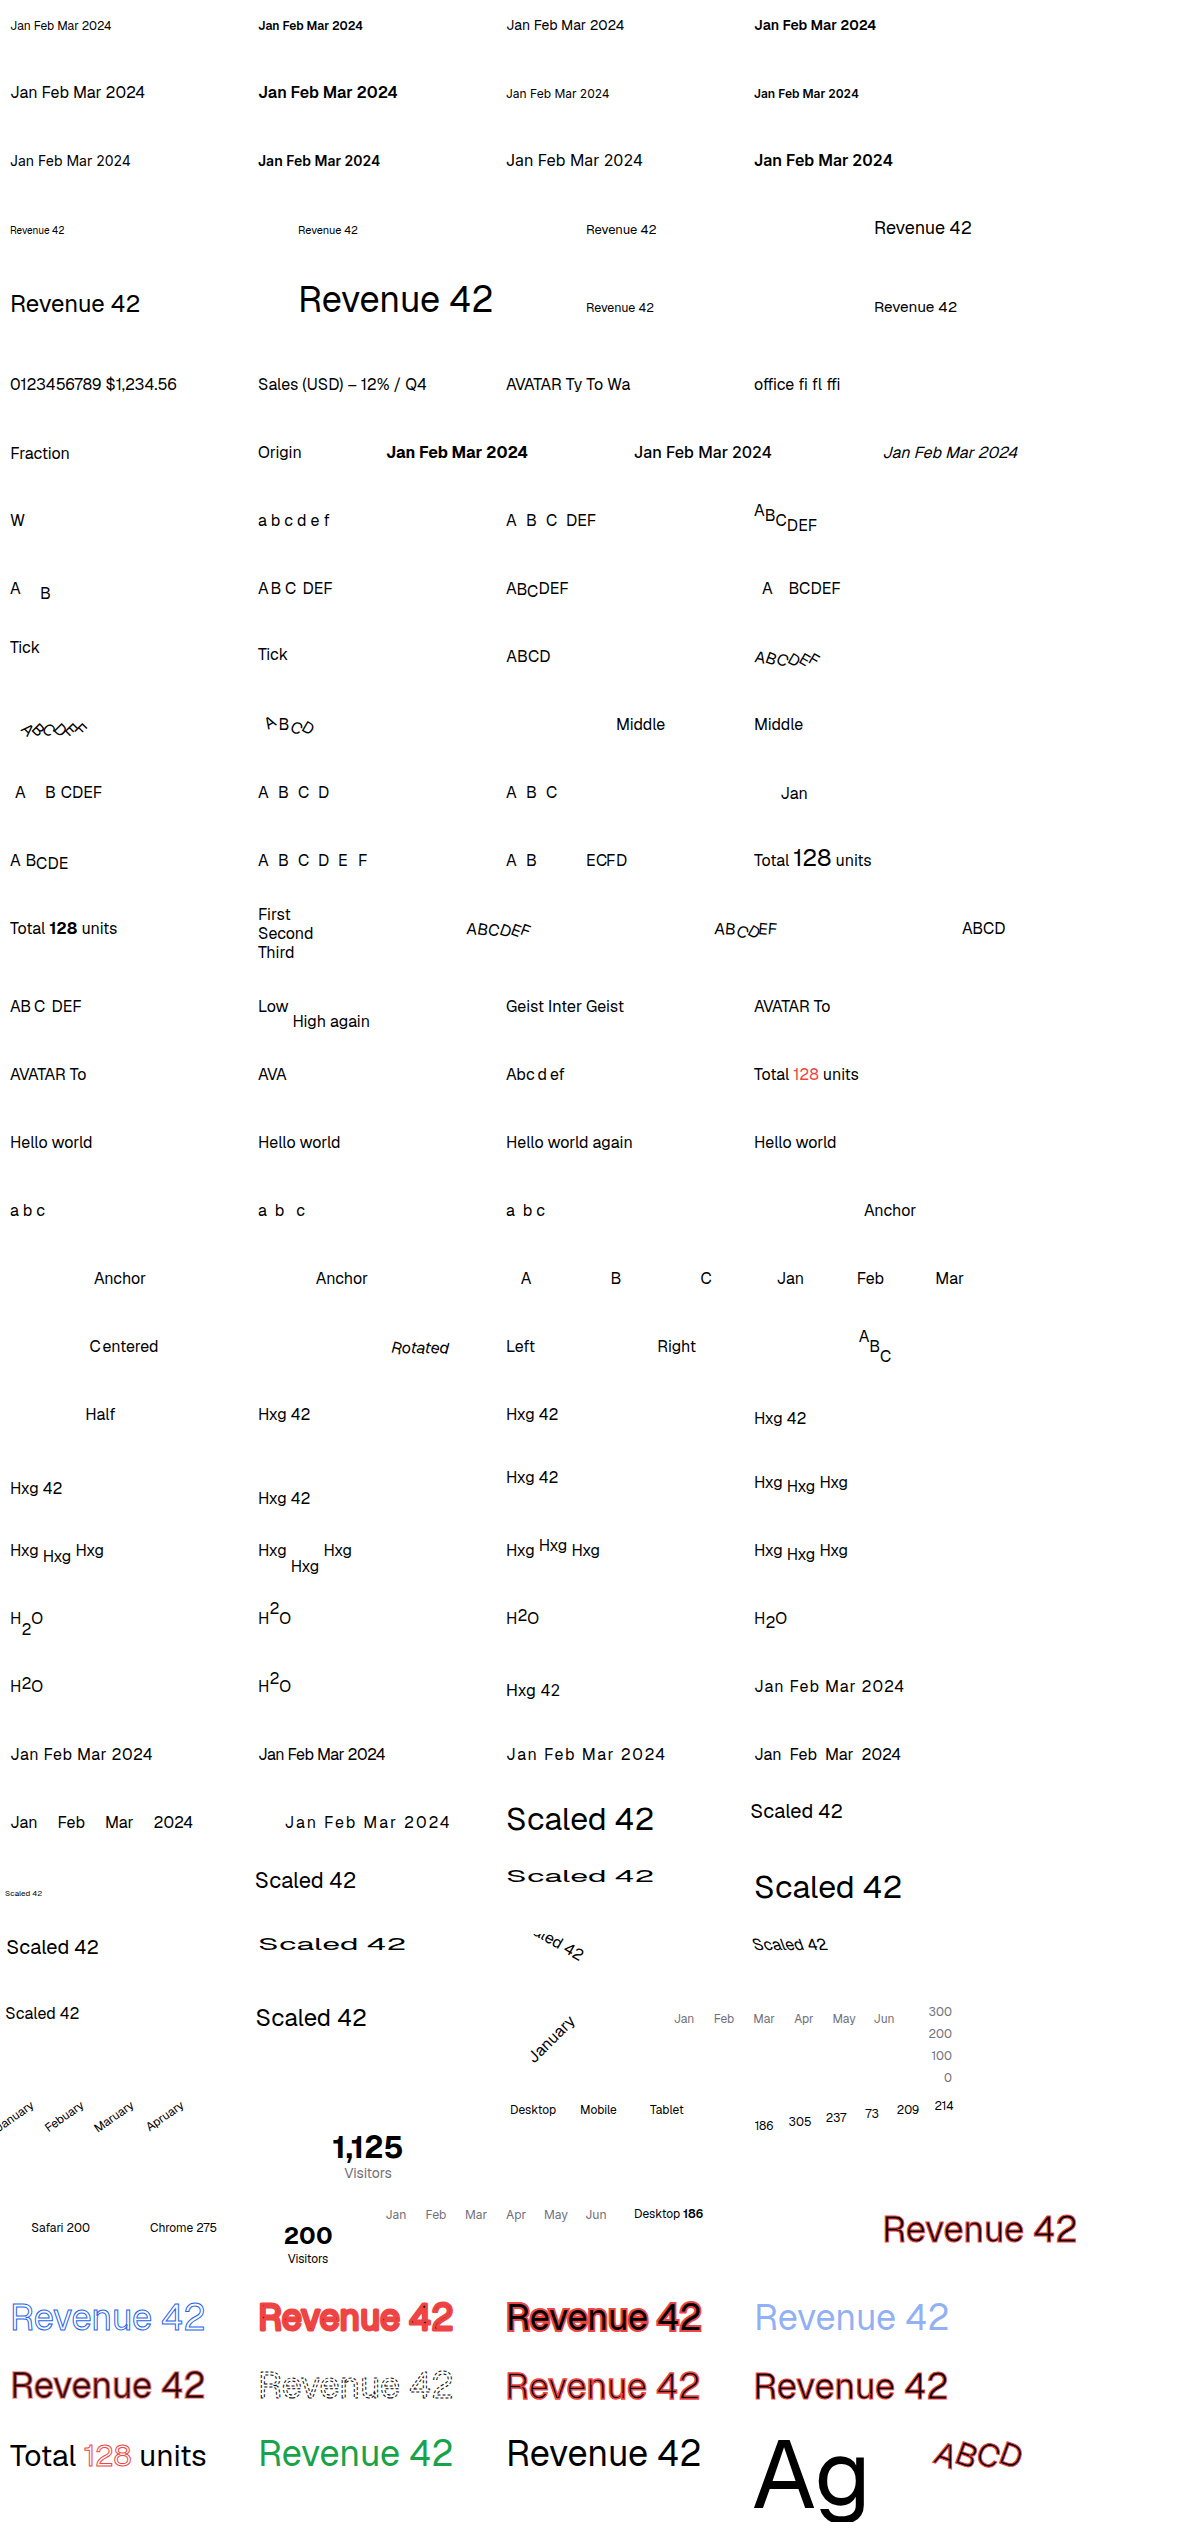 Jan Feb Mar 2024 Jan Feb Mar 2024 Jan Feb Mar 2024 Jan Feb Mar 2024
Jan Feb Mar 2024 Jan Feb Mar 2024 Jan Feb Mar 2024 Jan Feb Mar 2024
Jan Feb Mar 2024 Jan Feb Mar 2024 Jan Feb Mar 2024 Jan Feb Mar 2024
Revenue 42 Revenue 42 Revenue 42 Revenue 42
Revenue 42 Revenue 42 Revenue 42 Revenue 42
0123456789 $1,234.56 Sales (USD) – 12% / Q4 AVATAR Ty To Wa office fi fl ffi
Fraction Origin Jan Feb Mar 2024 Jan Feb Mar 2024 Jan Feb Mar 2024
W a b c d e f A B C DEF ABCDEF
A B A B C DEF ABCDEF A BCDEF
Tick Tick ABCD ABCDEF
ABCDEF A B C D Middle Middle
A B CDEF A B C D A B C Jan
A BCDE A B C D E F A B ECFD Total 128 units
Total 128 units First
Second
Third ABCDEF ABCDEF ABCD
AB C DEF Low High again Geist Inter Geist AVATAR To
AVATAR To AVA Abc d ef Total 128 units
Hello world Hello world Hello world again Hello world
a b c a b c a b c Anchor
Anchor Anchor A B C Jan Feb Mar
Centered Rotated Left Right ABC
Half Hxg 42 Hxg 42 Hxg 42
Hxg 42 Hxg 42 Hxg 42 Hxg Hxg Hxg
Hxg Hxg Hxg Hxg Hxg Hxg Hxg Hxg Hxg Hxg Hxg Hxg
H2O H2O H2O H2O
H2O H2O Hxg 42 Jan Feb Mar 2024
Jan Feb Mar 2024 Jan Feb Mar 2024 Jan Feb Mar 2024 Jan Feb Mar 2024
Jan Feb Mar 2024 Jan Feb Mar 2024 Scaled 42 Scaled 42
Scaled 42 Scaled 42 Scaled 42 Scaled 42
Scaled 42 Scaled 42 led 42 Scaled 42
Scaled 42 Scaled 42 January Jan Feb Mar Apr May Jun 300
200
100
0
anuary Febuary Maruary Apruary 1,125
Visitors Desktop Mobile Tablet 186 305 237 73 209 214
Safari 200 Chrome 275 200
Visitors Jan Feb Mar Apr May Jun Desktop 186 Revenue 42
Revenue 42 Revenue 42 Revenue 42 Revenue 42
Revenue 42 Revenue 42 Revenue 42 Revenue 42
Total 128 units Revenue 42 Revenue 42 Ag ABCD